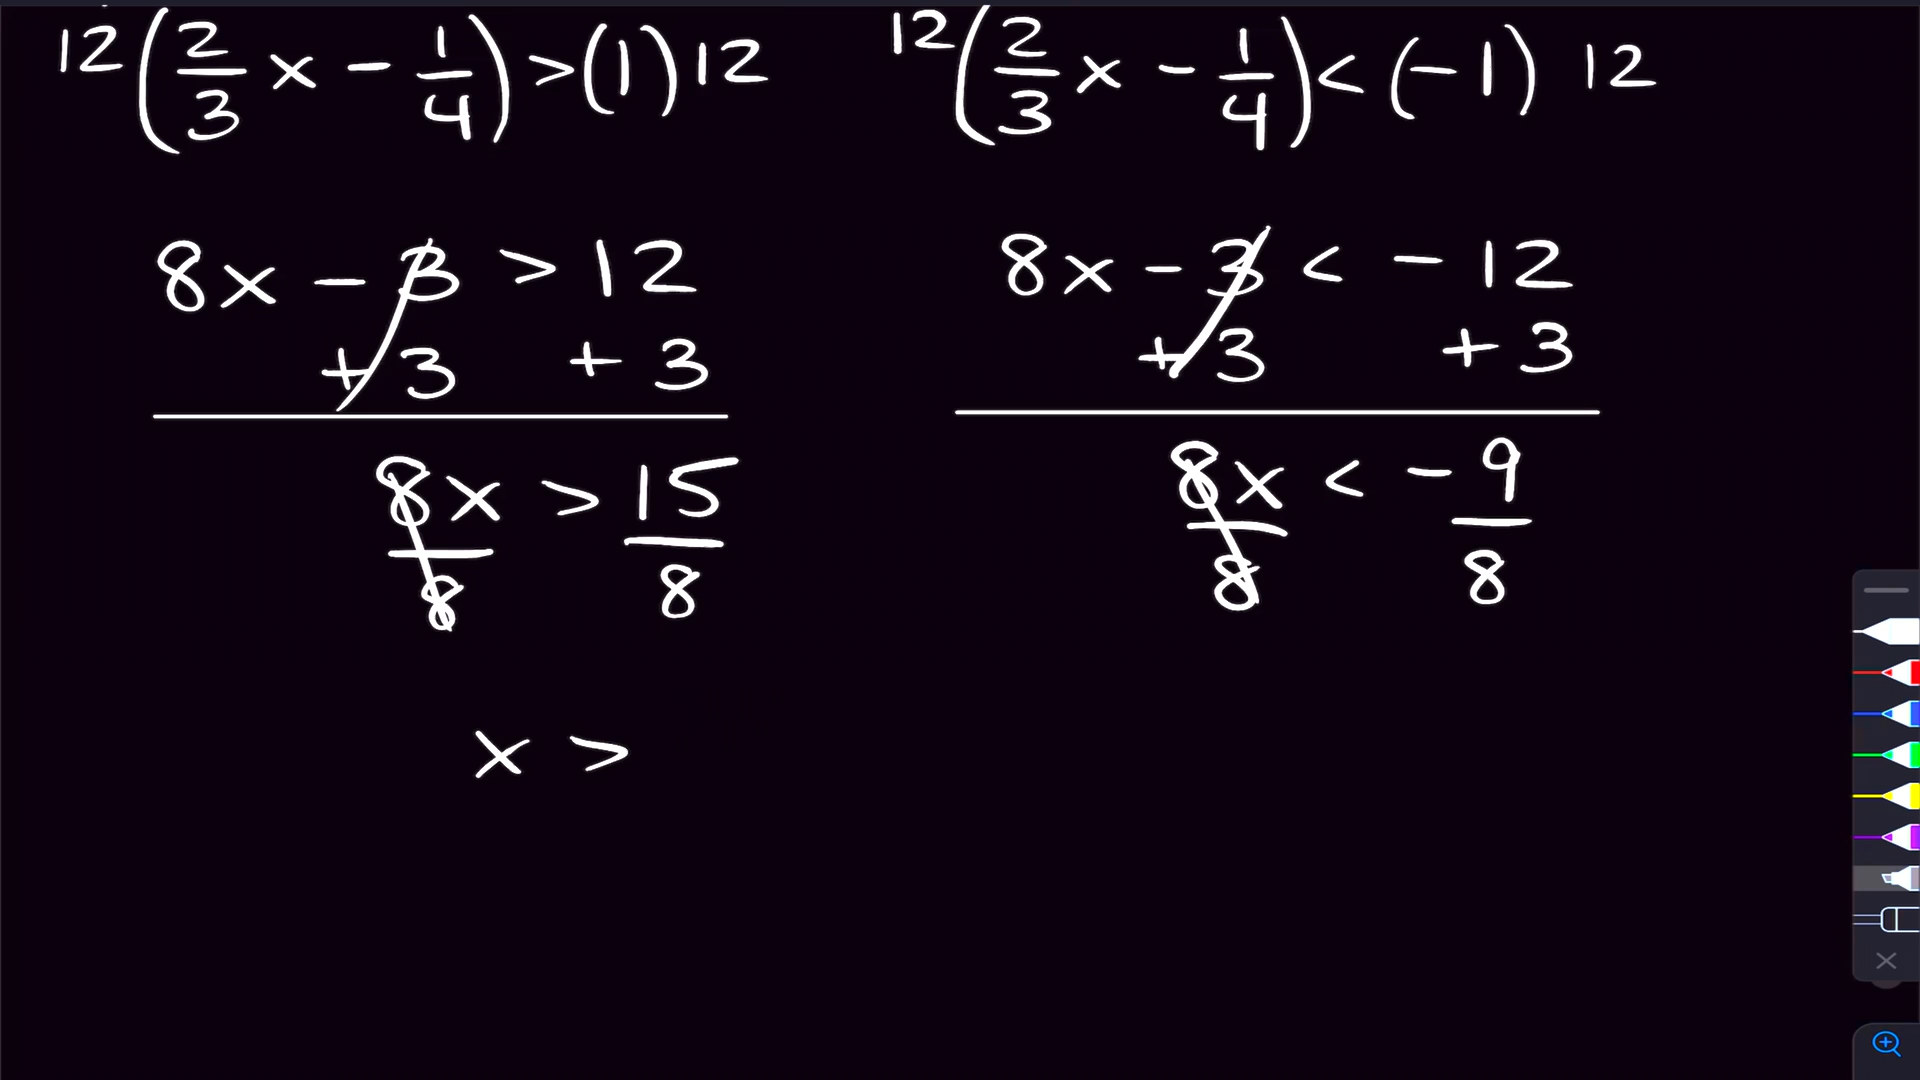 12(2/3 x - 1/4) > (1) 12
8x - 3 > 12
+ 3 + 3
8x > 15
8 8
x >
12(2/3 x - 1/4) < (-1) 12
8x - 3 < -12
+ 3 + 3
8x < -9
8 8